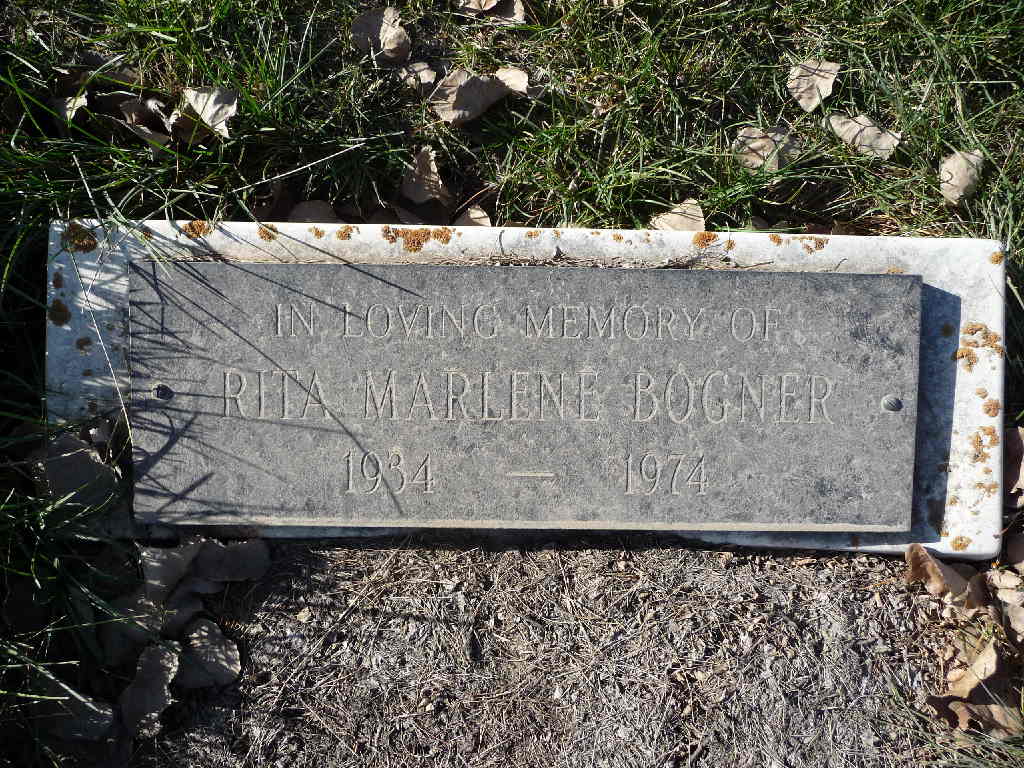 IN LOVING MEMORY OF
RITA MARLENE BOGNER
1934 — 1974